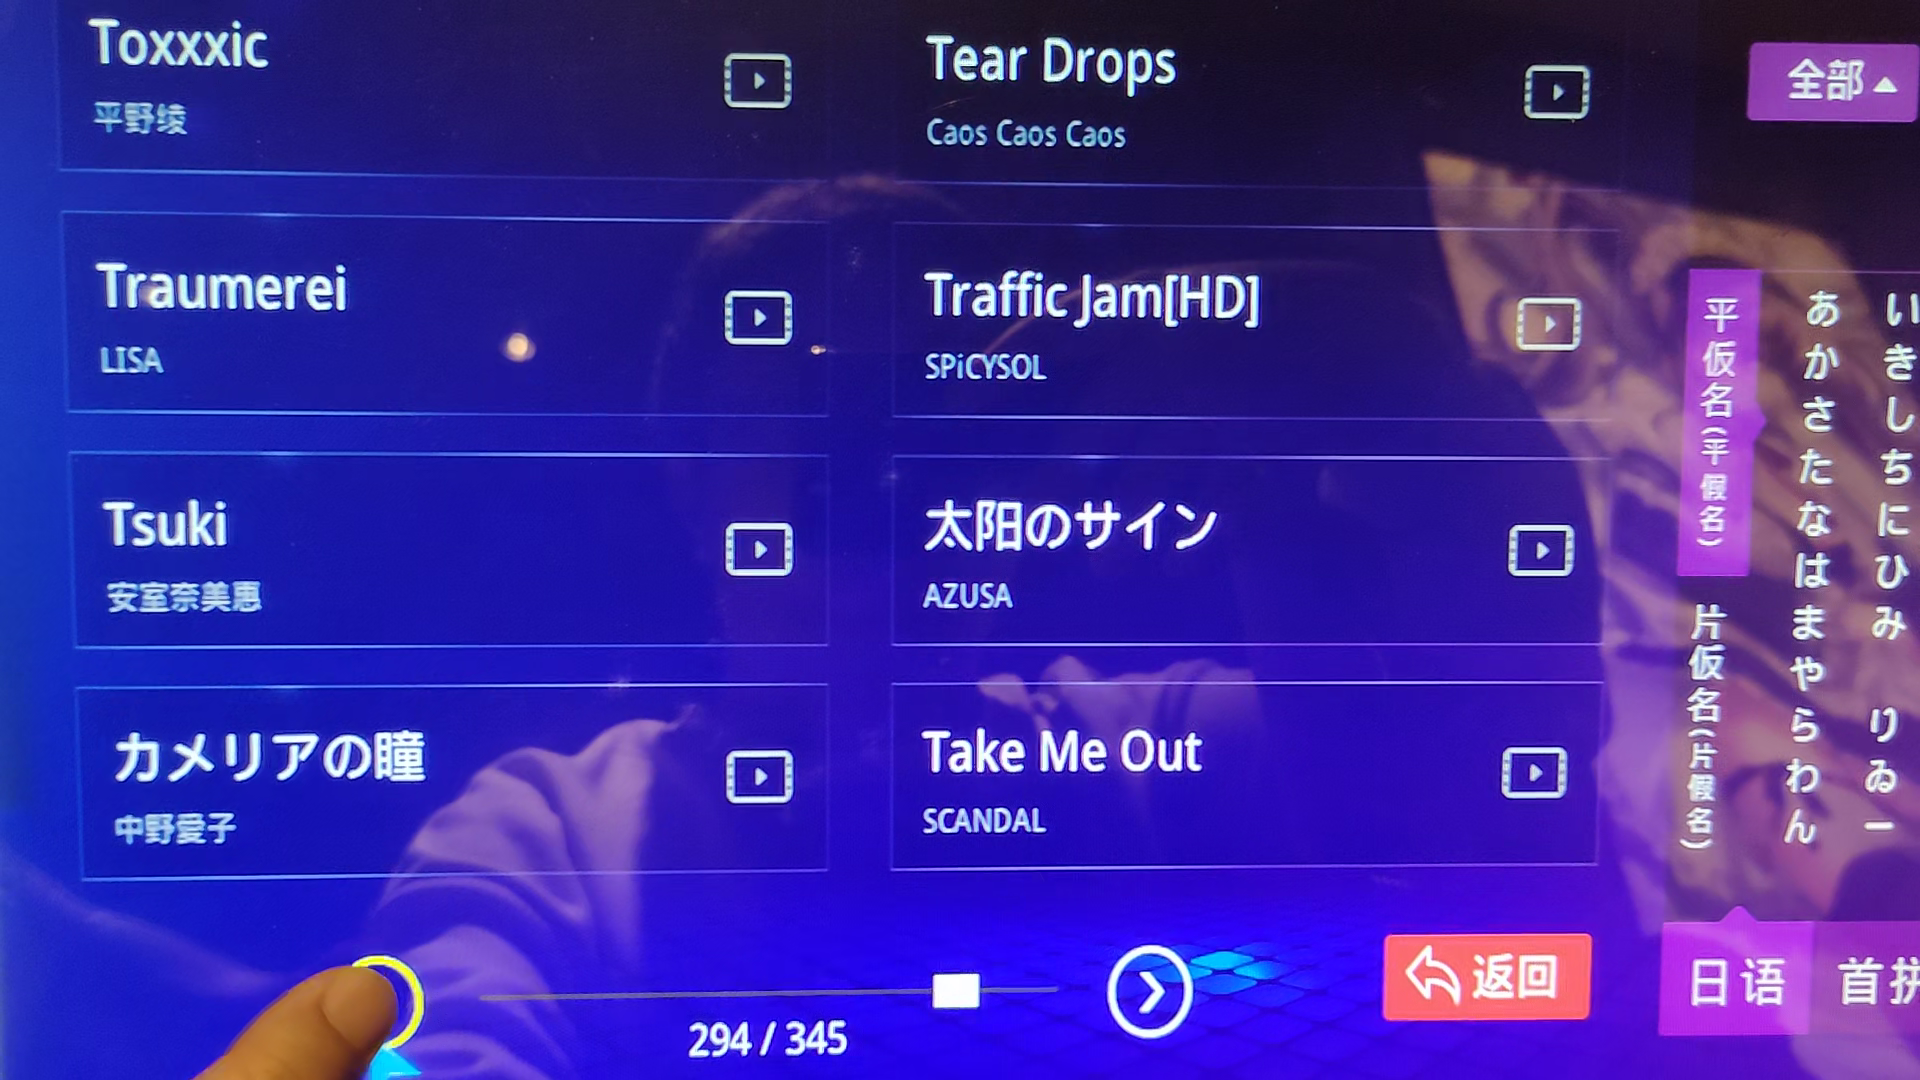 Toxxxic
平野绫
Tear Drops
Caos Caos Caos
全部
Traumerei
LISA
Traffic Jam[HD]
SPiCYSOL
Tsuki
安室奈美惠
太阳のサイン
AZUSA
カメリアの瞳
中野愛子
Take Me Out
SCANDAL
平仮名(平假名)
片仮名(片假名)
あかさたなはまやらわん
いきしちにひみ りゐー
294 / 345
返回
日语
首拼